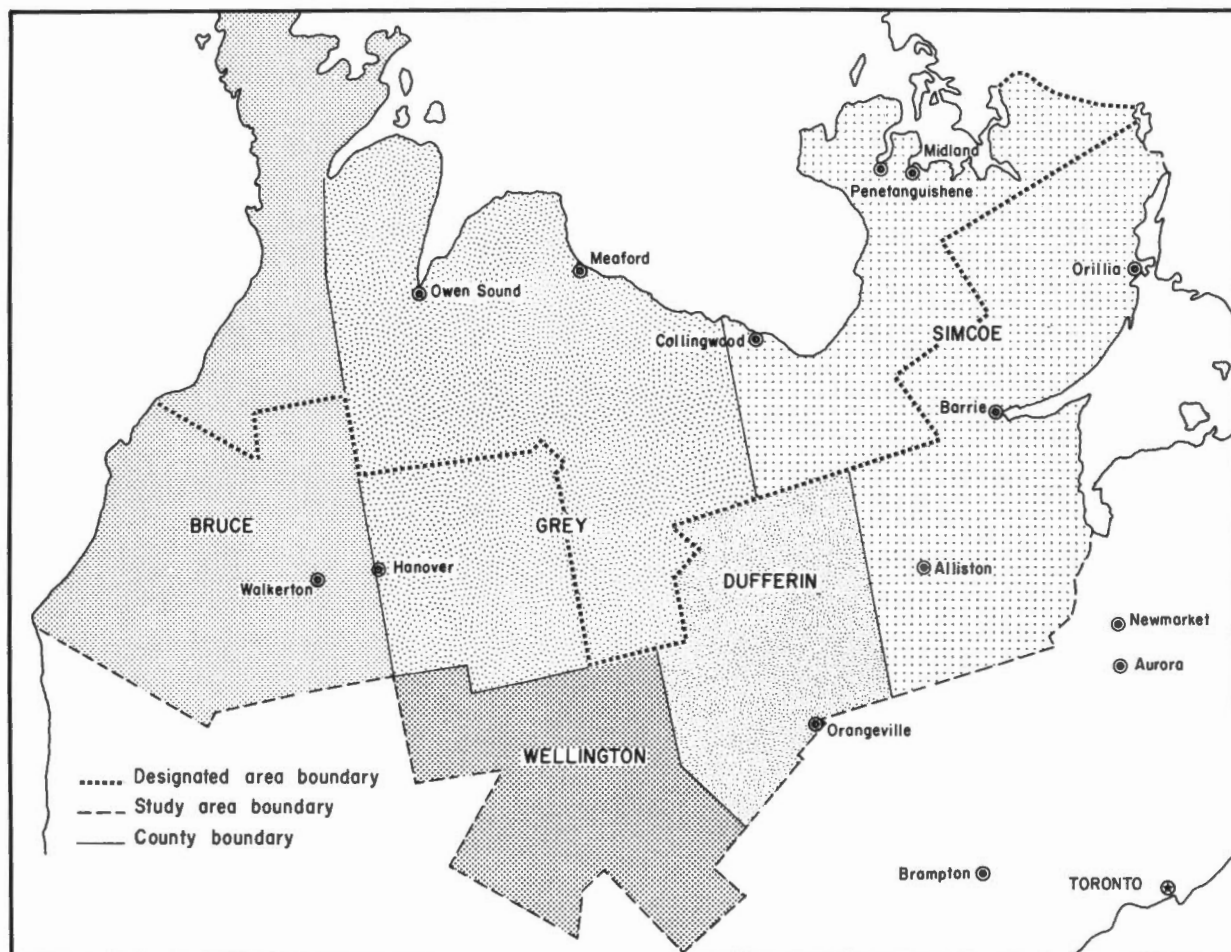 Midland
Penetanguishene
Meaford
Orillia
Owen Sound
Collingwood
SIMCOE
Barrie
BRUCE
GREY
Hanover
Walkerton
DUFFERIN
Alliston
Newmarket
Aurora
Orangeville
WELLINGTON
Designated area boundary
Study area boundary
County boundary
Brampton
TORONTO